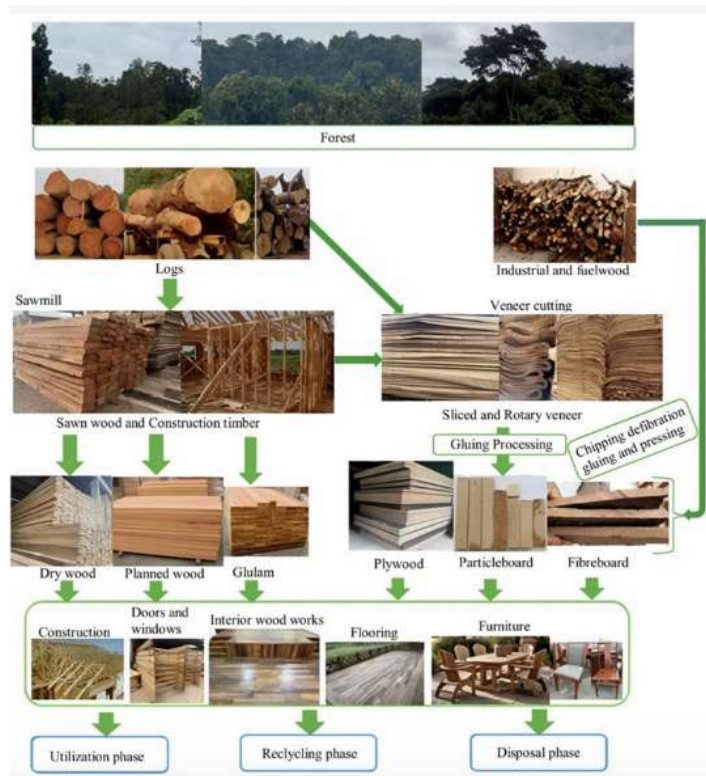 Forest
Logs
Industrial and fuelwood
Sawmill
Veneer cutting
Sawn wood and Construction timber
Sliced and Rotary veneer
Gluing Processing
Chipping defibration
gluing and pressing
Dry wood
Planned wood
Glulam
Plywood
Particleboard
Fibreboard
Construction
Doors and
windows
Interior wood works
Flooring
Furniture
Utilization phase
Reclycling phase
Disposal phase